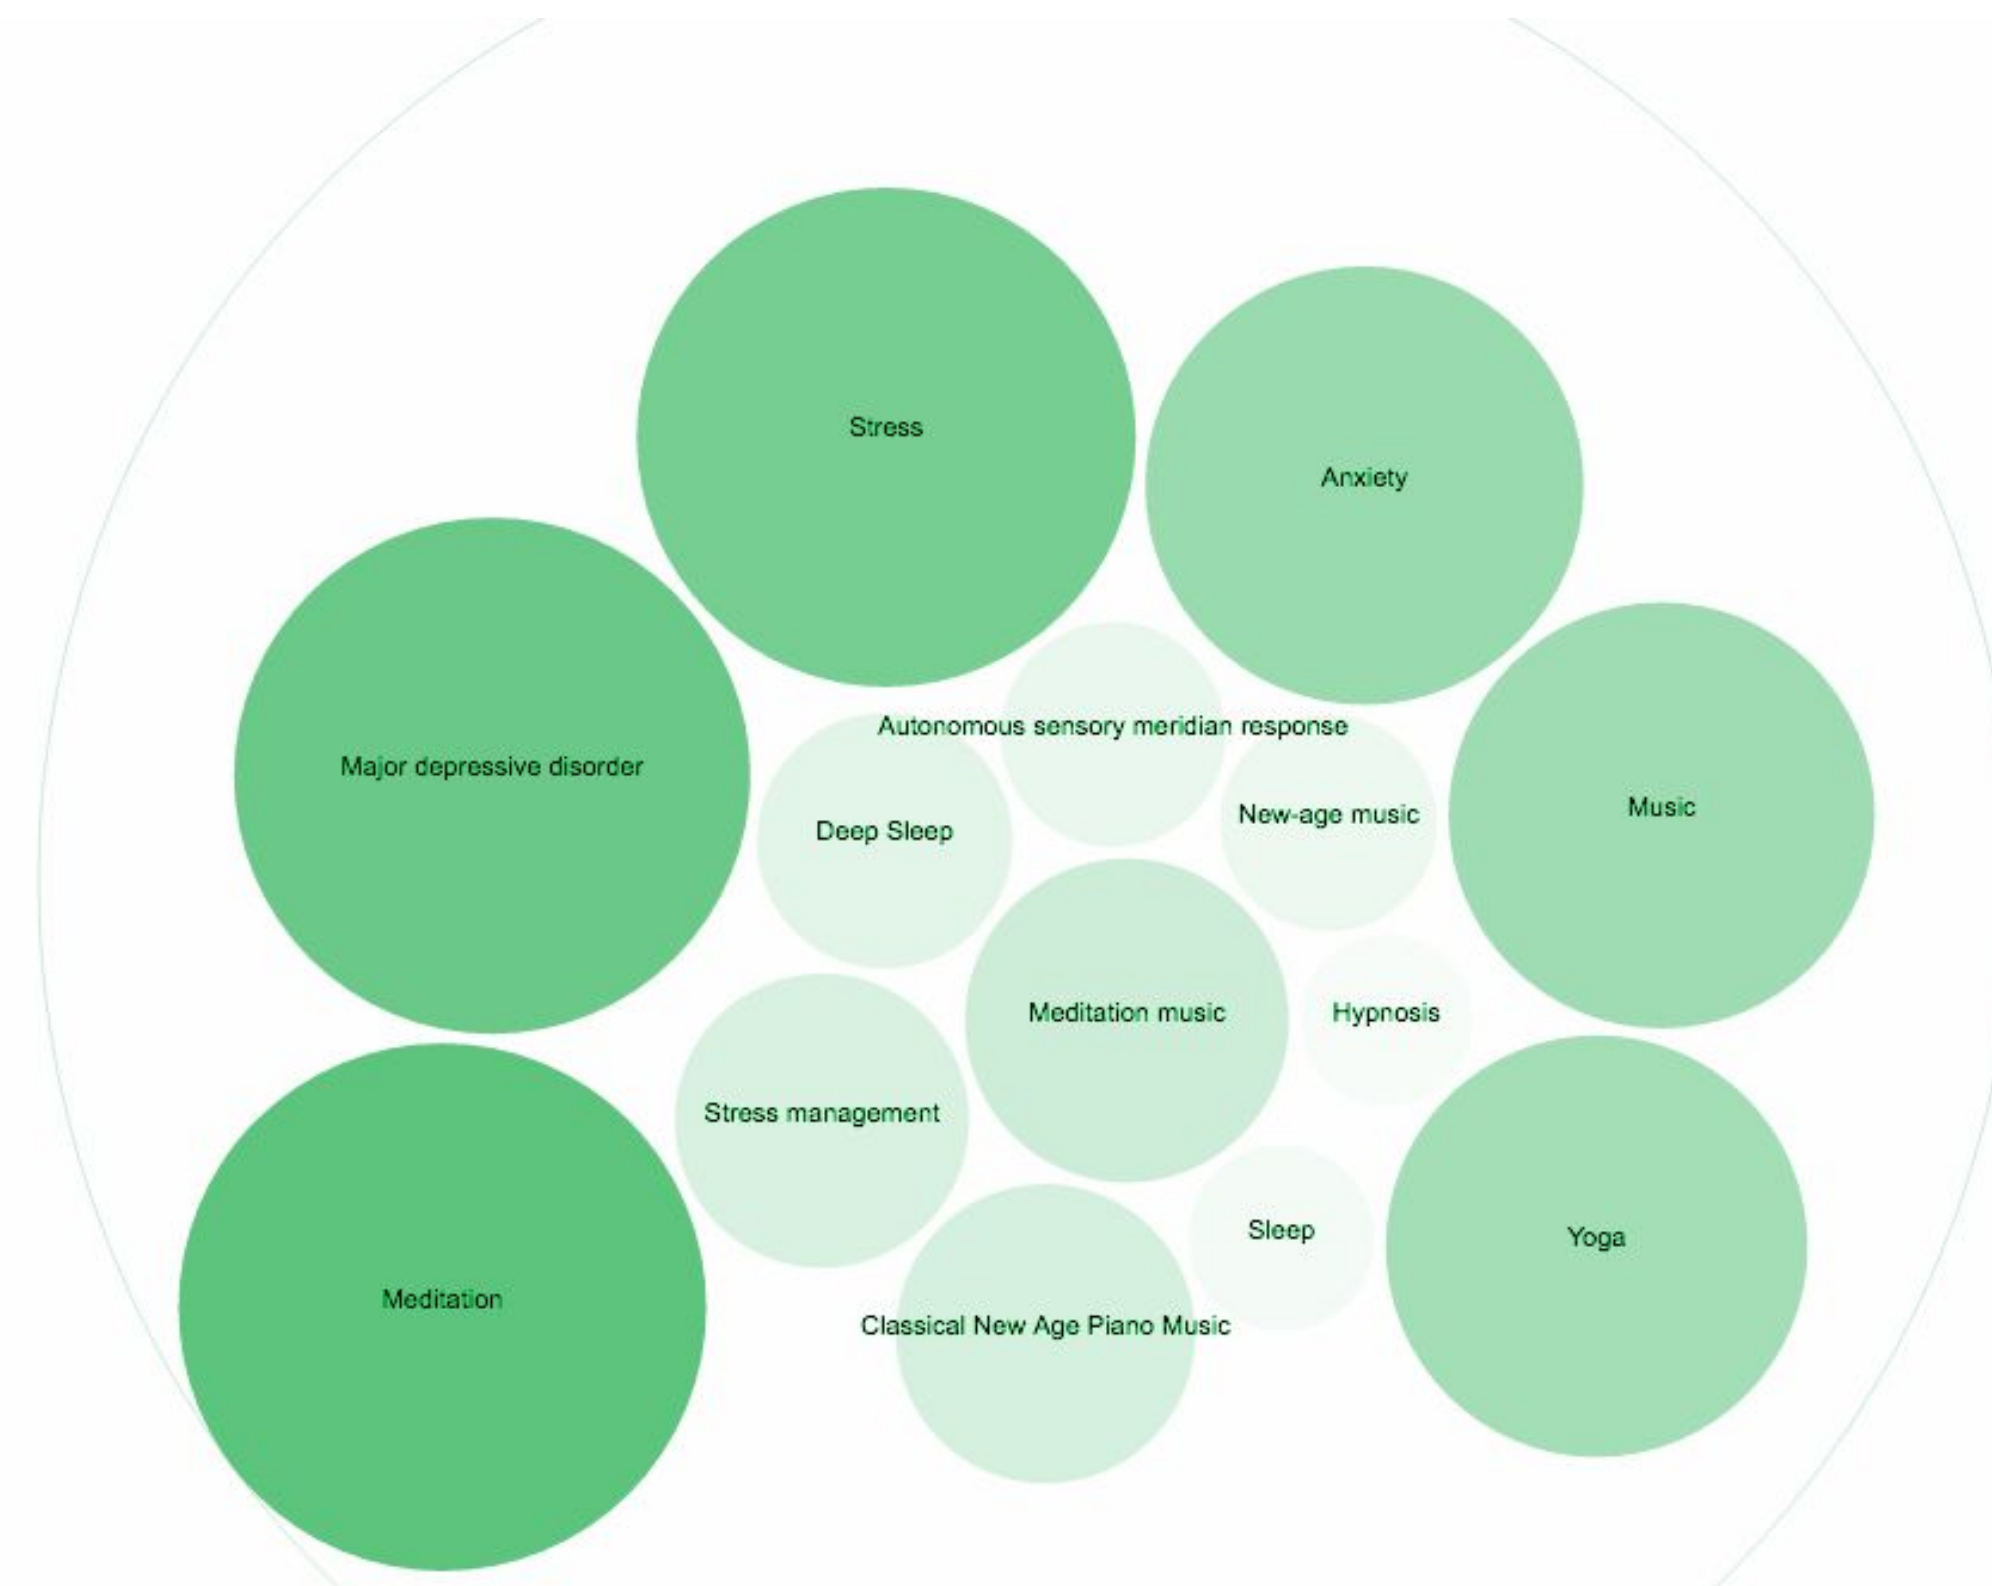 Stress
Anxiety
Autonomous sensory meridian response
Major depressive disorder
Music
New-age music
Deep Sleep
Meditation music
Hypnosis
Stress management
Sleep
Yoga
Meditation
Classical New Age Piano Music